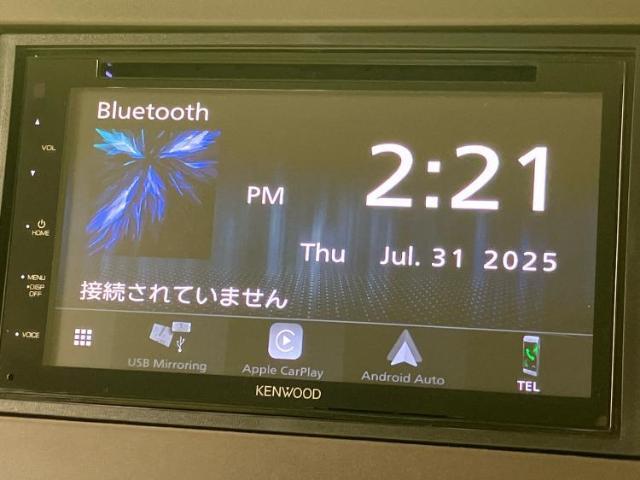 Bluetooth
VOL
PM 2:21
Thu Jul. 31 2025
接続されていません
HOME
MENU
•DISP
OFF
VOICE
USB Mirroring
Apple CarPlay
Android Auto
TEL
KENWOOD